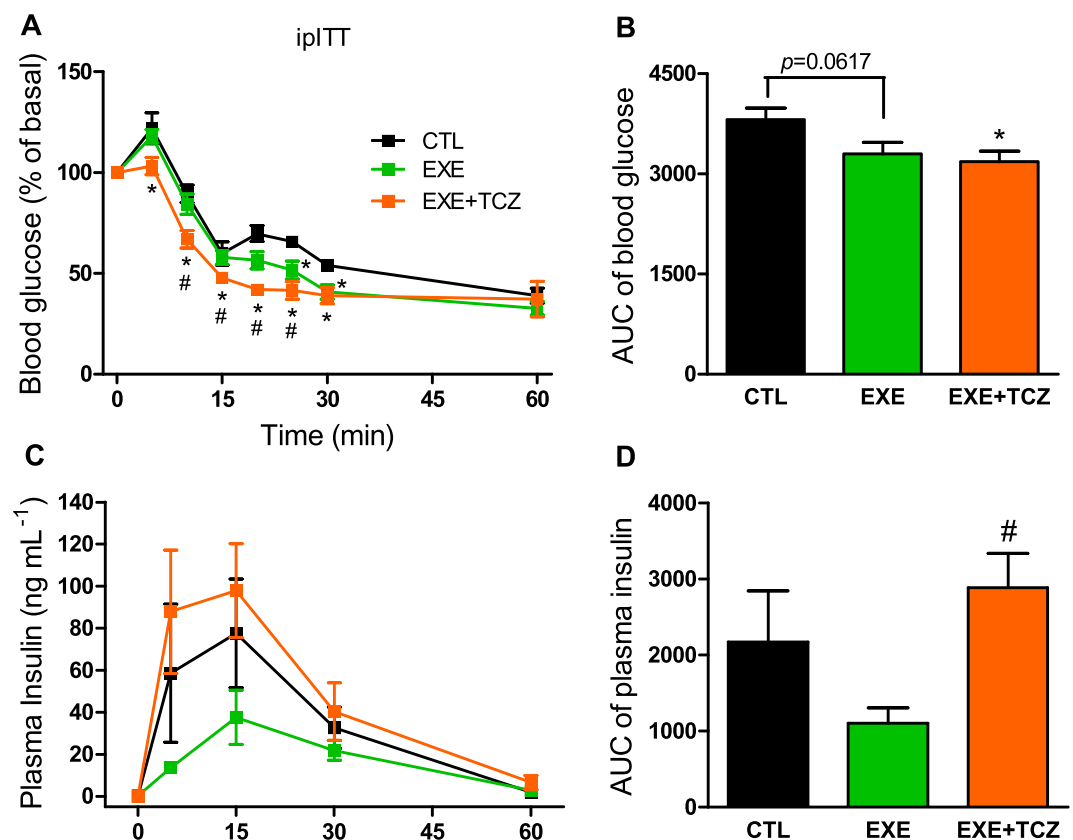 A
ipITT
Blood glucose (% of basal)
150
100
50
0
CTL
EXE
EXE+TCZ
*
*
#
*
#
*
#
*
*
#
*
*
0
15
30
45
60
Time (min)
B
p=0.0617
AUC of blood glucose
4500
3000
1500
0
*
CTL
EXE
EXE+TCZ
C
Plasma Insulin (ng mL-1)
140
120
100
80
60
40
20
0
0
15
30
45
60
D
AUC of plasma insulin
4000
3000
2000
1000
0
#
CTL
EXE
EXE+TCZ